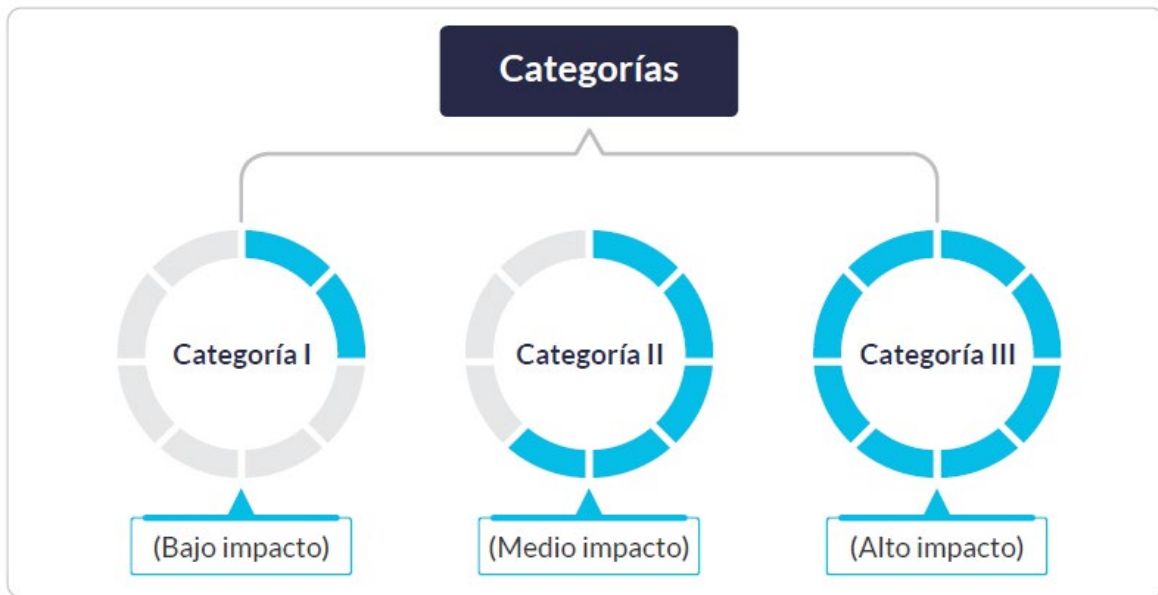 Categorías
Categoría I
Categoría II
Categoría III
(Bajo impacto)
(Medio impacto)
(Alto impacto)